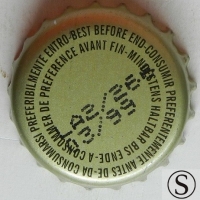 BEST BEFORE END-CONSUMIR PREFERENTEMENTE ANTES DE-DA CONSUMARSI PREFERIBILMENTE ENTRO-
MINDESTENS HALTBAR BIS ENDE-A CONSOMMER DE PREFERENCE AVANT FIN-
S